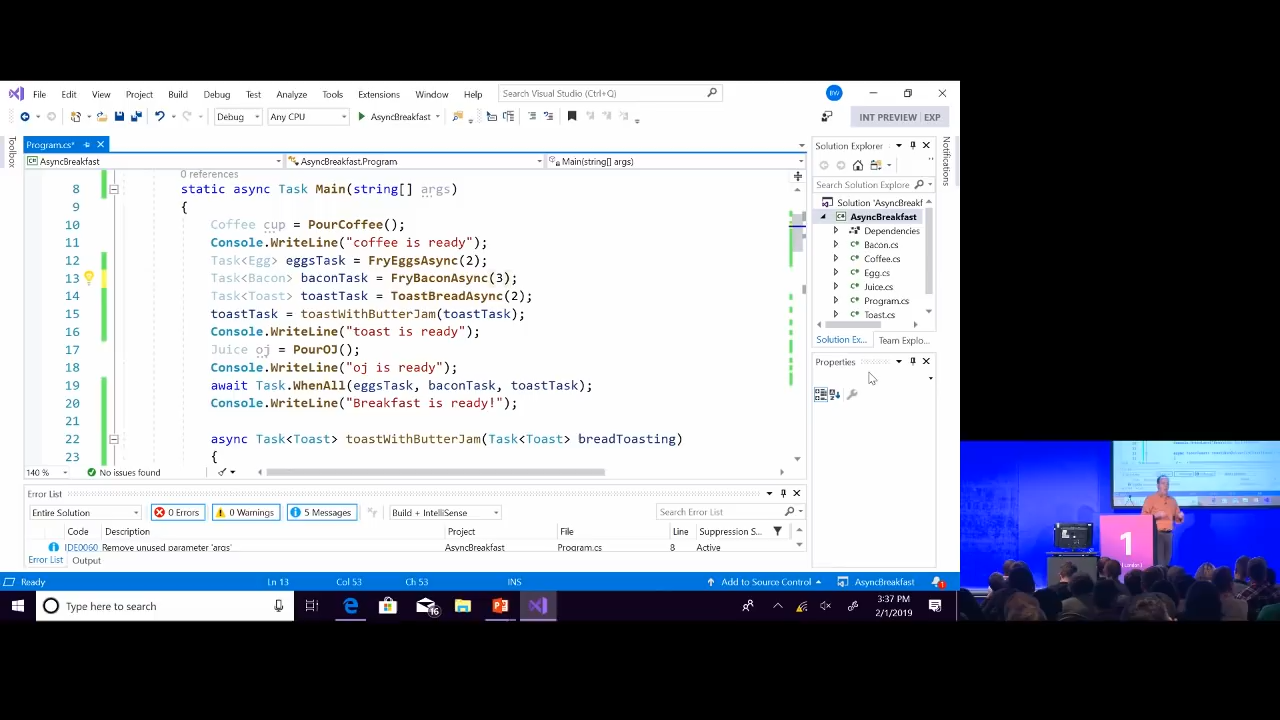 File Edit View Project Build Debug Test Analyze Tools Extensions Window Help Search Visual Studio (Ctrl+Q) BW
Debug Any CPU AsyncBreakfast INT PREVIEW EXP
Toolbox
Program.cs*
AsyncBreakfast AsyncBreakfast.Program Main(string[] args)
0 references
8 static async Task Main(string[] args)
9 {
10 Coffee cup = PourCoffee();
11 Console.WriteLine("coffee is ready");
12 Task<Egg> eggsTask = FryEggsAsync(2);
13 Task<Bacon> baconTask = FryBaconAsync(3);
14 Task<Toast> toastTask = ToastBreadAsync(2);
15 toastTask = toastWithButterJam(toastTask);
16 Console.WriteLine("toast is ready");
17 Juice oj = PourOJ();
18 Console.WriteLine("oj is ready");
19 await Task.WhenAll(eggsTask, baconTask, toastTask);
20 Console.WriteLine("Breakfast is ready!");
21
22 async Task<Toast> toastWithButterJam(Task<Toast> breadToasting)
23 {
140 % No issues found
Solution Explorer
Search Solution Explore
Solution 'AsyncBreakf
AsyncBreakfast
Dependencies
Bacon.cs
Coffee.cs
Egg.cs
Juice.cs
Program.cs
Toast.cs
Solution Ex... Team Explo...
Properties
Notifications
Error List
Entire Solution 0 Errors 0 Warnings 5 Messages Build + IntelliSense Search Error List
Code Description Project File Line Suppression S...
IDE0060 Remove unused parameter 'args' AsyncBreakfast Program.cs 8 Active
Error List Output
Ready Ln 13 Col 53 Ch 53 INS Add to Source Control AsyncBreakfast 1
Type here to search 16 3:37 PM
2/1/2019
1